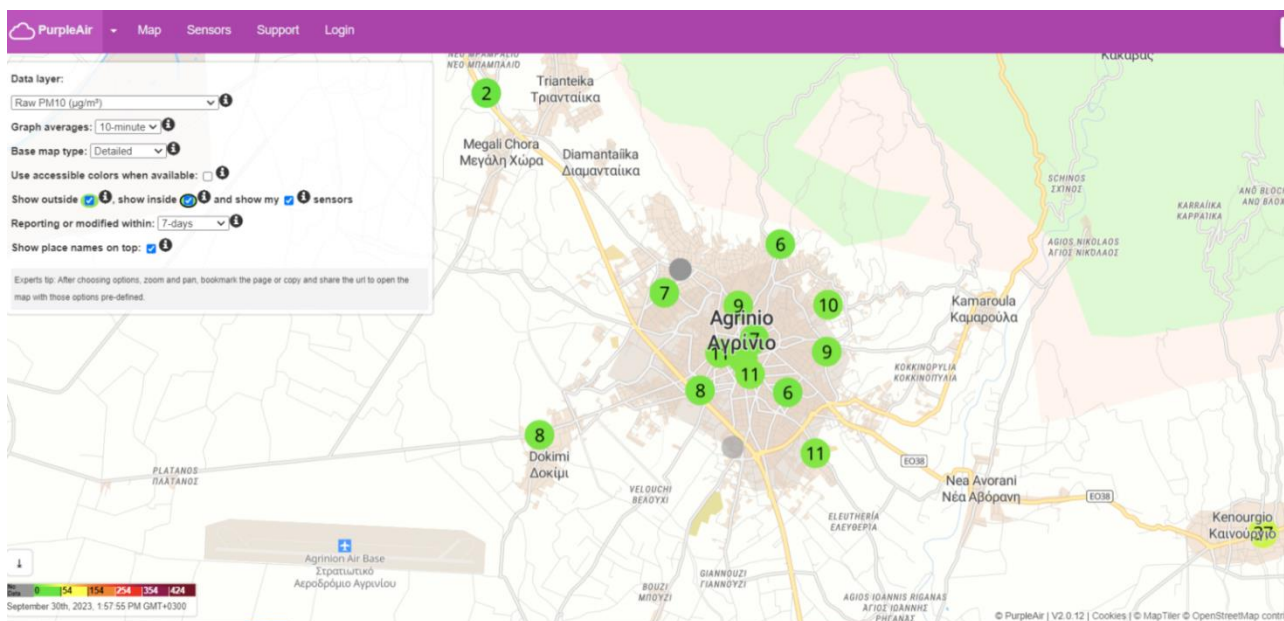 PurpleAir Map Sensors Support Login
Data layer:
Raw PM10 (µg/m³)
Graph averages: 10-minute
Base map type: Detailed
Use accessible colors when available:
Show outside , show inside and show my sensors
Reporting or modified within: 7-days
Show place names on top:
Experts tip: After choosing options, zoom and pan, bookmark the page or copy and share the url to open the
map with those options pre-defined.
ΝΕΟ ΜΠΑΜΠΑΛΙΟ
2
Trianteika
Τριανταίικα
Megali Chora
Μεγάλη Χώρα
Diamantaiika
Διαμανταίικα
SCHINOS
ΣΧΙΝΟΣ
KARRAIIKA
ΚΑΡΡΑΙΙΚΑ
6
AGIOS NIKOLAOS
ΑΓΙΟΣ ΝΙΚΟΛΑΟΣ
7
9
10
Agrinio
Αγρίνιο
7
Kamaroula
Καμαρούλα
11
9
11
KOKKINOPYLIA
ΚΟΚΚΙΝΟΠΥΛΙΑ
8
6
8
Dokimi
Δοκίμι
11
EO38
PLATANOS
ΠΛΑΤΑΝΟΣ
VELOUCHI
ΒΕΛΟΥΧΙ
Nea Avorani
Νέα Αβόρανη
EO38
ELEUTHERIA
ΕΛΕΥΘΕΡΙΑ
Kenourgio
Καινούργιο
Agrinion Air Base
Στρατιωτικό
Αεροδρόμιο Αγρινίου
GIANNOUZI
ΓΙΑΝΝΟΥΖΙ
BOUZI
ΜΠΟΥΖΙ
AGIOS IOANNIS RIGANAS
ΑΓΙΟΣ ΙΩΑΝΝΗΣ
ΡΗΓΑΝΑΣ
No
Data 0 54 154 254 354 424
September 30th, 2023, 1:57:55 PM GMT+0300
© PurpleAir | V2.0.12 | Cookies | © MapTiler © OpenStreetMap